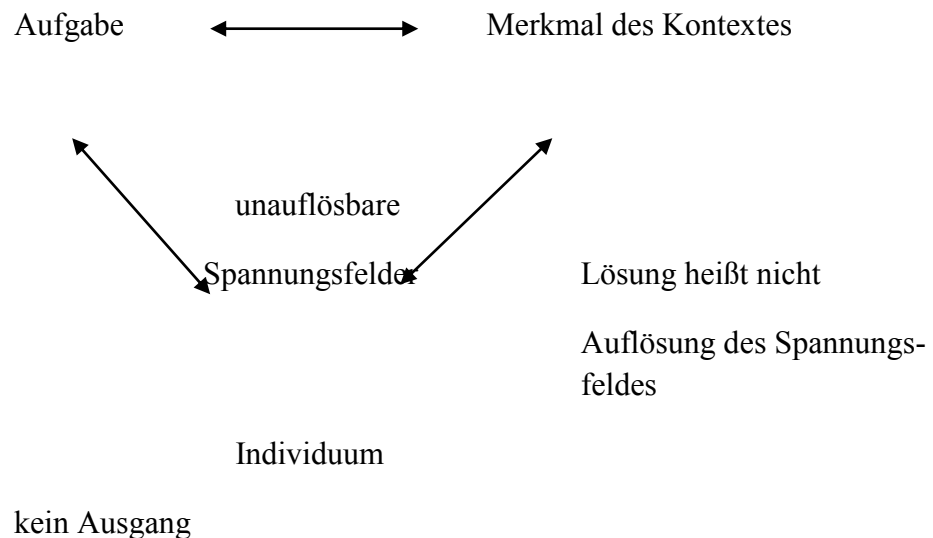 Aufgabe Merkmal des Kontextes
unauflösbare
Spannungsfelder Lösung heißt nicht
Auflösung des Spannungs-
feldes
Individuum
kein Ausgang